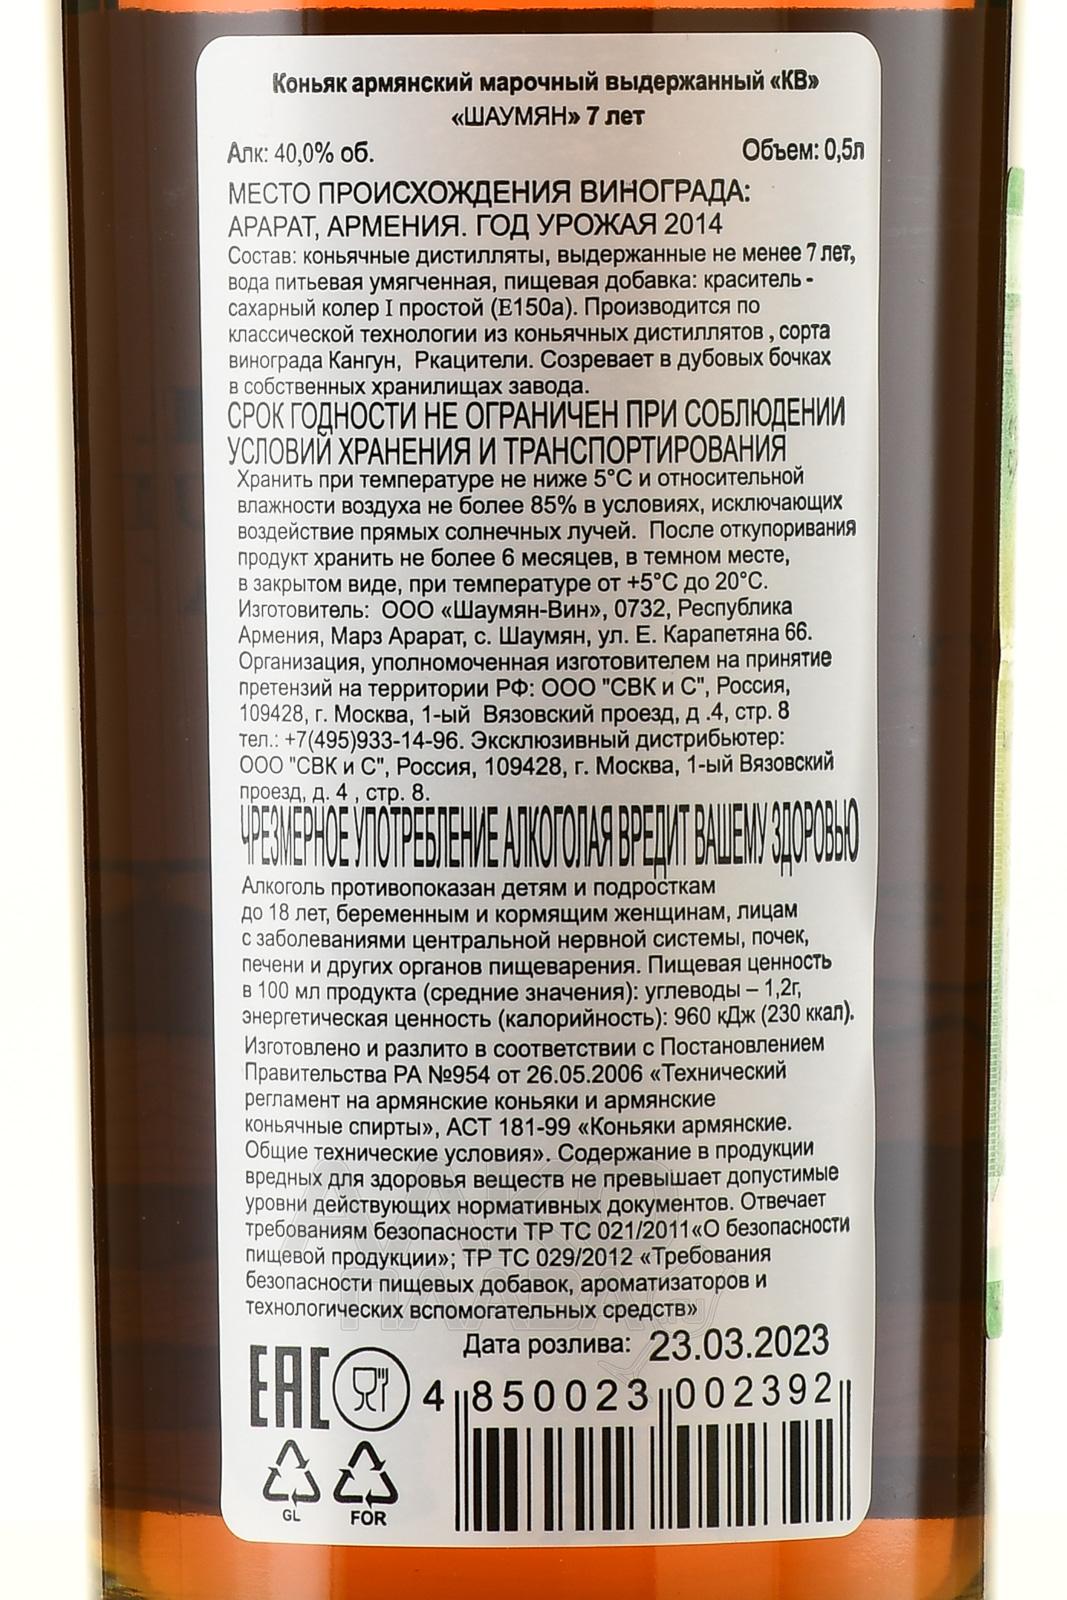 Коньяк армянский марочный выдержанный «КВ»
«ШАУМЯН» 7 лет
Алк: 40,0% об. Объем: 0,5л
МЕСТО ПРОИСХОЖДЕНИЯ ВИНОГРАДА:
АРАРАТ, АРМЕНИЯ. ГОД УРОЖАЯ 2014
Состав: коньячные дистилляты, выдержанные не менее 7 лет,
вода питьевая умягченная, пищевая добавка: краситель -
сахарный колер I простой (Е150а). Производится по
классической технологии из коньячных дистиллятов , сорта
винограда Кангун, Ркацители. Созревает в дубовых бочках
в собственных хранилищах завода.
СРОК ГОДНОСТИ НЕ ОГРАНИЧЕН ПРИ СОБЛЮДЕНИИ
УСЛОВИЙ ХРАНЕНИЯ И ТРАНСПОРТИРОВАНИЯ
Хранить при температуре не ниже 5°С и относительной
влажности воздуха не более 85% в условиях, исключающих
воздействие прямых солнечных лучей. После откупоривания
продукт хранить не более 6 месяцев, в темном месте,
в закрытом виде, при температуре от +5°С до 20°С.
Изготовитель: ООО «Шаумян-Вин», 0732, Республика
Армения, Марз Арарат, с. Шаумян, ул. Е. Карапетяна 66.
Организация, уполномоченная изготовителем на принятие
претензий на территории РФ: ООО "СВК и С", Россия,
109428, г. Москва, 1-ый Вязовский проезд, д .4, стр. 8
тел.: +7(495)933-14-96. Эксклюзивный дистрибьютер:
ООО "СВК и С", Россия, 109428, г. Москва, 1-ый Вязовский
проезд, д. 4 , стр. 8.
ЧРЕЗМЕРНОЕ УПОТРЕБЛЕНИЕ АЛКОГОЛЯ ВРЕДИТ ВАШЕМУ ЗДОРОВЬЮ
Алкоголь противопоказан детям и подросткам
до 18 лет, беременным и кормящим женщинам, лицам
с заболеваниями центральной нервной системы, почек,
печени и других органов пищеварения. Пищевая ценность
в 100 мл продукта (средние значения): углеводы – 1,2г,
энергетическая ценность (калорийность): 960 кДж (230 ккал).
Изготовлено и разлито в соответствии с Постановлением
Правительства РА №954 от 26.05.2006 «Технический
регламент на армянские коньяки и армянские
коньячные спирты», АСТ 181-99 «Коньяки армянские.
Общие технические условия». Содержание в продукции
вредных для здоровья веществ не превышает допустимые
уровни действующих нормативных документов. Отвечает
требованиям безопасности ТР ТС 021/2011«О безопасности
пищевой продукции»; ТР ТС 029/2012 «Требования
безопасности пищевых добавок, ароматизаторов и
технологических вспомогательных средств»
Дата розлива: 23.03.2023
EAC
4 850023 002392
GL FOR